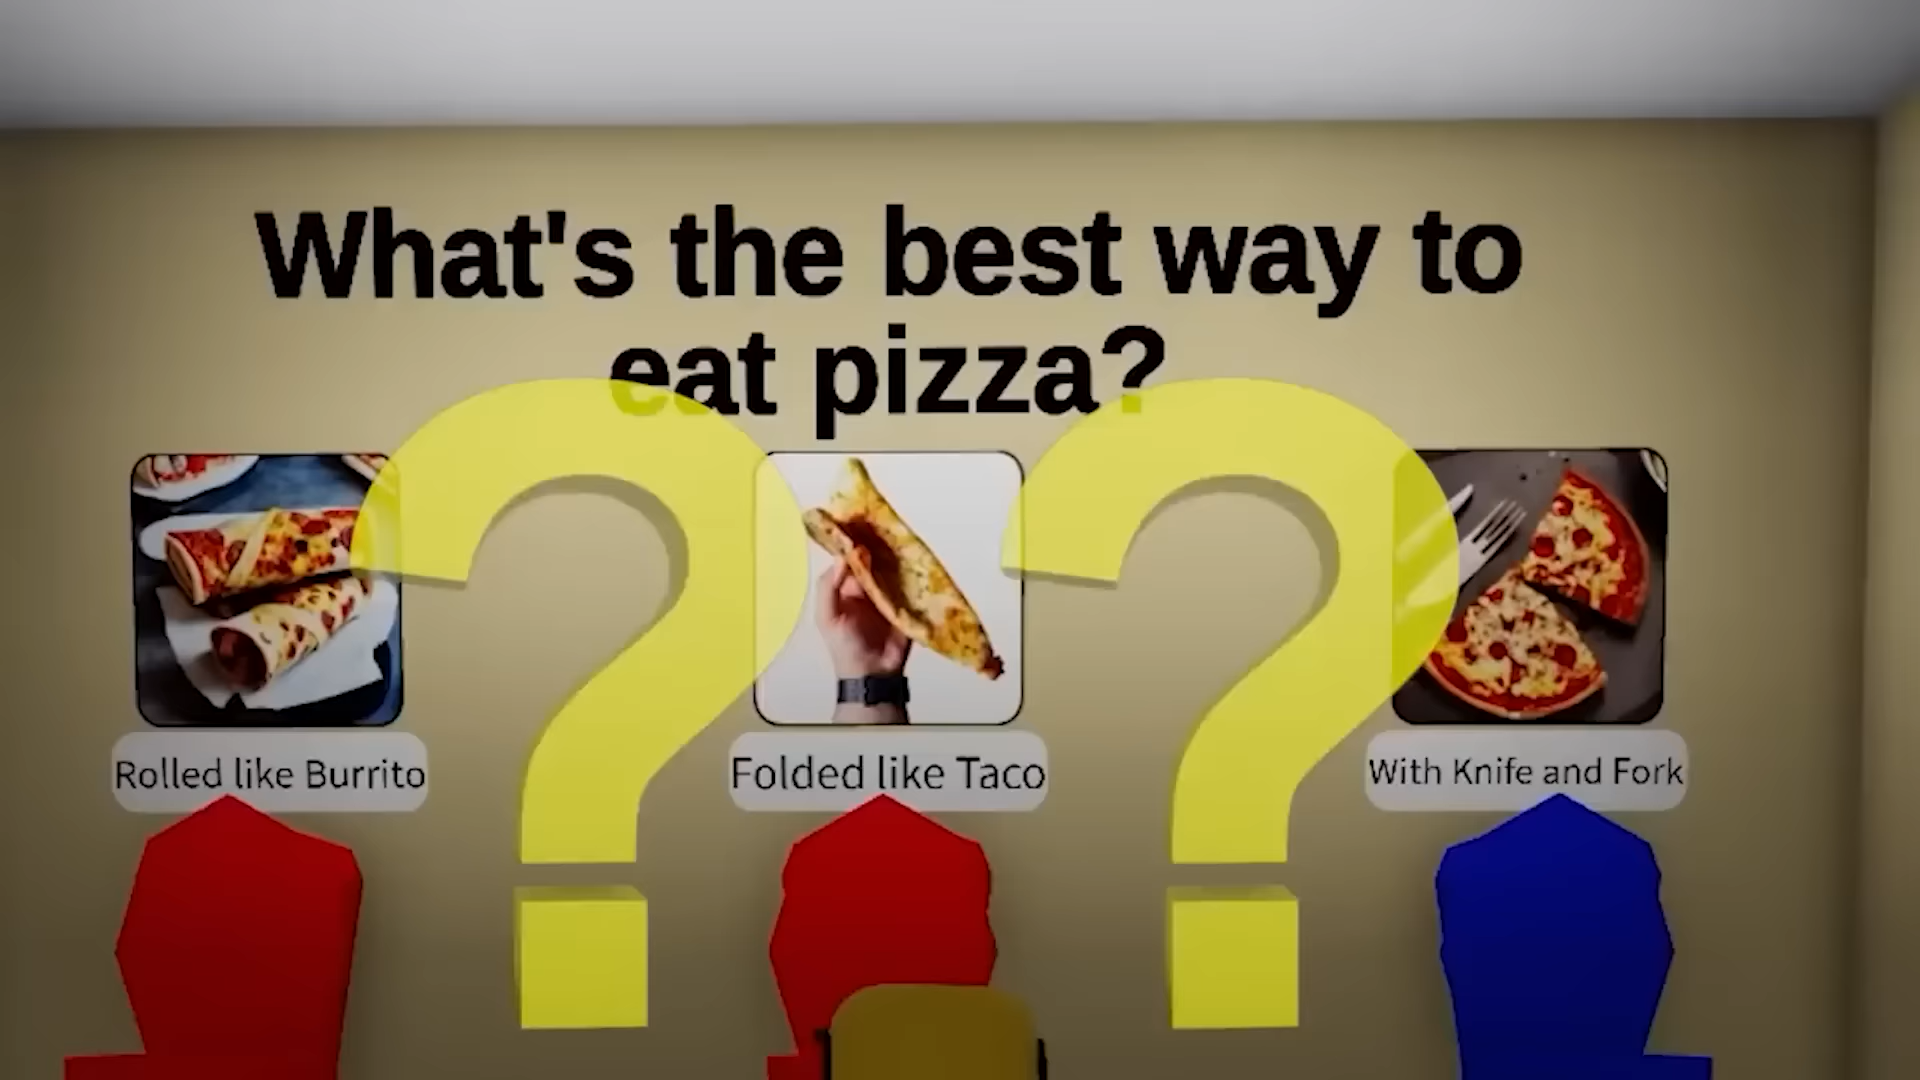 What's the best way to
eat pizza?
Rolled like Burrito
Folded like Taco
With Knife and Fork
? ?